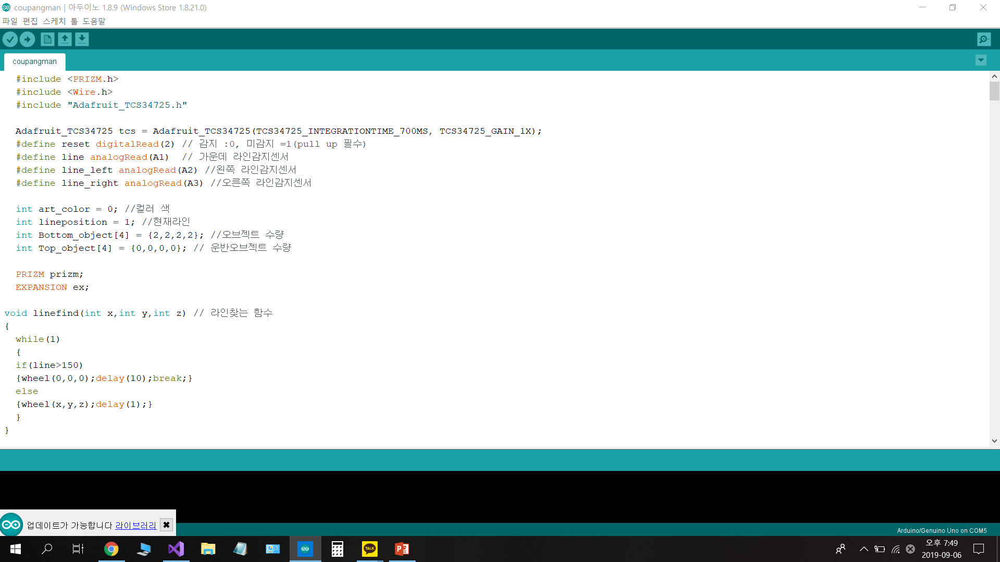 coupangman | 아두이노 1.8.9 (Windows Store 1.8.21.0)
파일 편집 스케치 툴 도움말
coupangman
#include <PRIZM.h>
#include <Wire.h>
#include "Adafruit_TCS34725.h"
Adafruit_TCS34725 tcs = Adafruit_TCS34725(TCS34725_INTEGRATIONTIME_700MS, TCS34725_GAIN_1X);
#define reset digitalRead(2) // 감지 :0, 미감지 =1(pull up 필수)
#define line analogRead(A1)  // 가운데 라인감지센서
#define line_left analogRead(A2) //왼쪽 라인감지센서
#define line_right analogRead(A3) //오른쪽 라인감지센서
int art_color = 0; //컬러 색
int lineposition = 1; //현재라인
int Bottom_object[4] = {2,2,2,2}; //오브젝트 수량
int Top_object[4] = {0,0,0,0}; // 운반오브젝트 수량
PRIZM prizm;
EXPANSION ex;
void linefind(int x,int y,int z) // 라인찾는 함수
{
while(1)
{
if(line>150)
{wheel(0,0,0);delay(10);break;}
else
{wheel(x,y,z);delay(1);}
}
}
업데이트가 가능합니다 라이브러리
Arduino/Genuino Uno on COM5
TALK
오후 7:49
2019-09-06